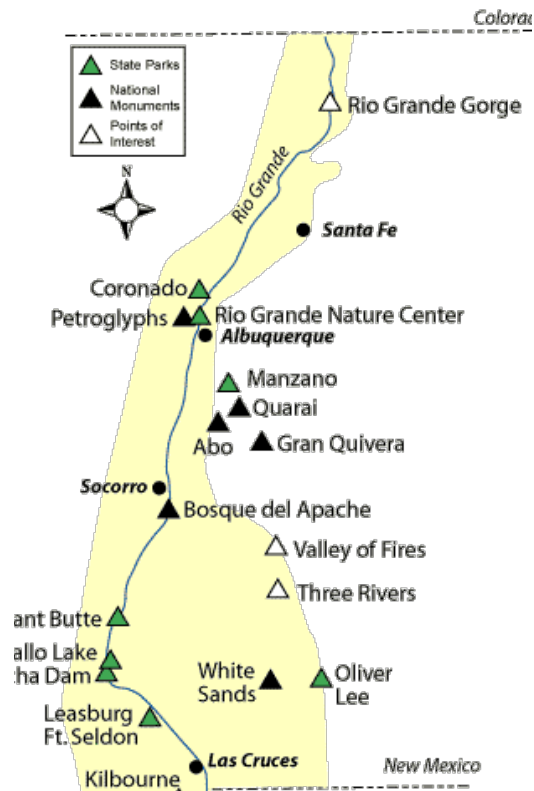 Colorad
State Parks
National
Monuments
Points of
Interest
N
Rio Grande Gorge
Rio Grande
Santa Fe
Coronado
Petroglyphs
Rio Grande Nature Center
Albuquerque
Manzano
Quarai
Abo
Gran Quivera
Socorro
Bosque del Apache
Valley of Fires
Three Rivers
ant Butte
allo Lake
cha Dam
White
Sands
Oliver
Lee
Leasburg
Ft. Seldon
Las Cruces
New Mexico
Kilbourne